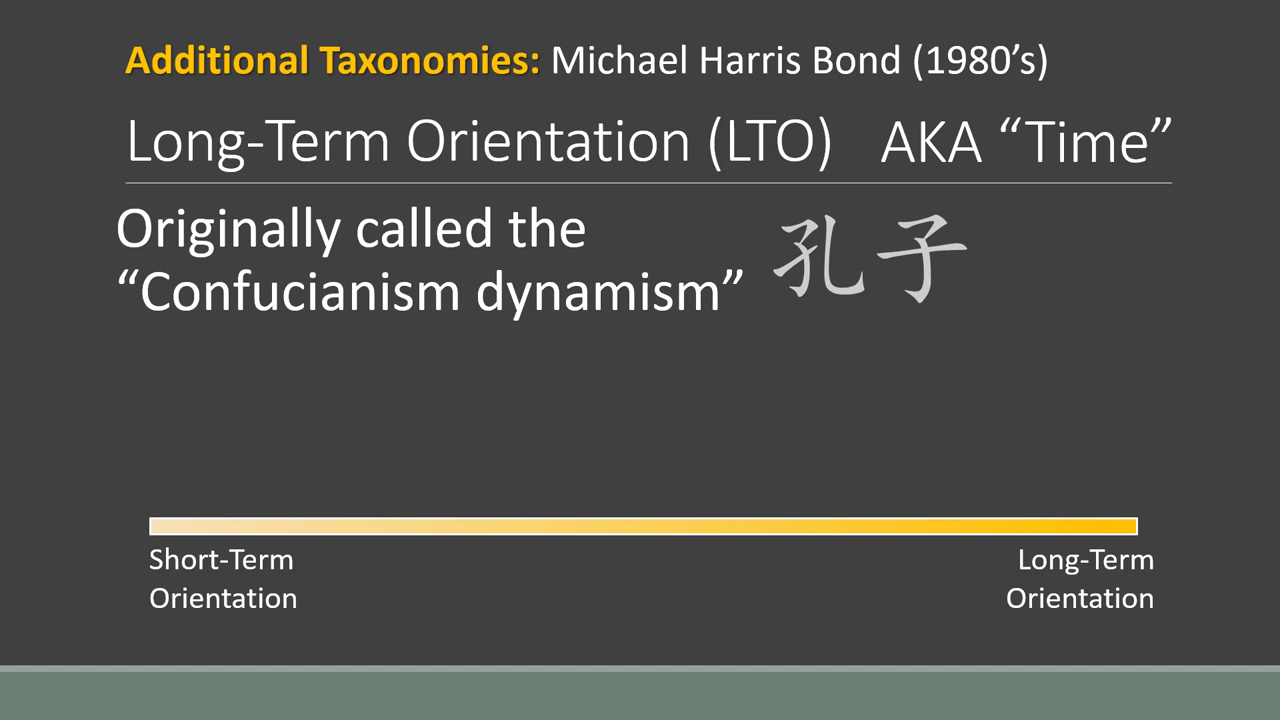 Additional Taxonomies: Michael Harris Bond (1980’s)
Long-Term Orientation (LTO) AKA “Time”
Originally called the
“Confucianism dynamism” 孔子
Short-Term Orientation
Long-Term Orientation